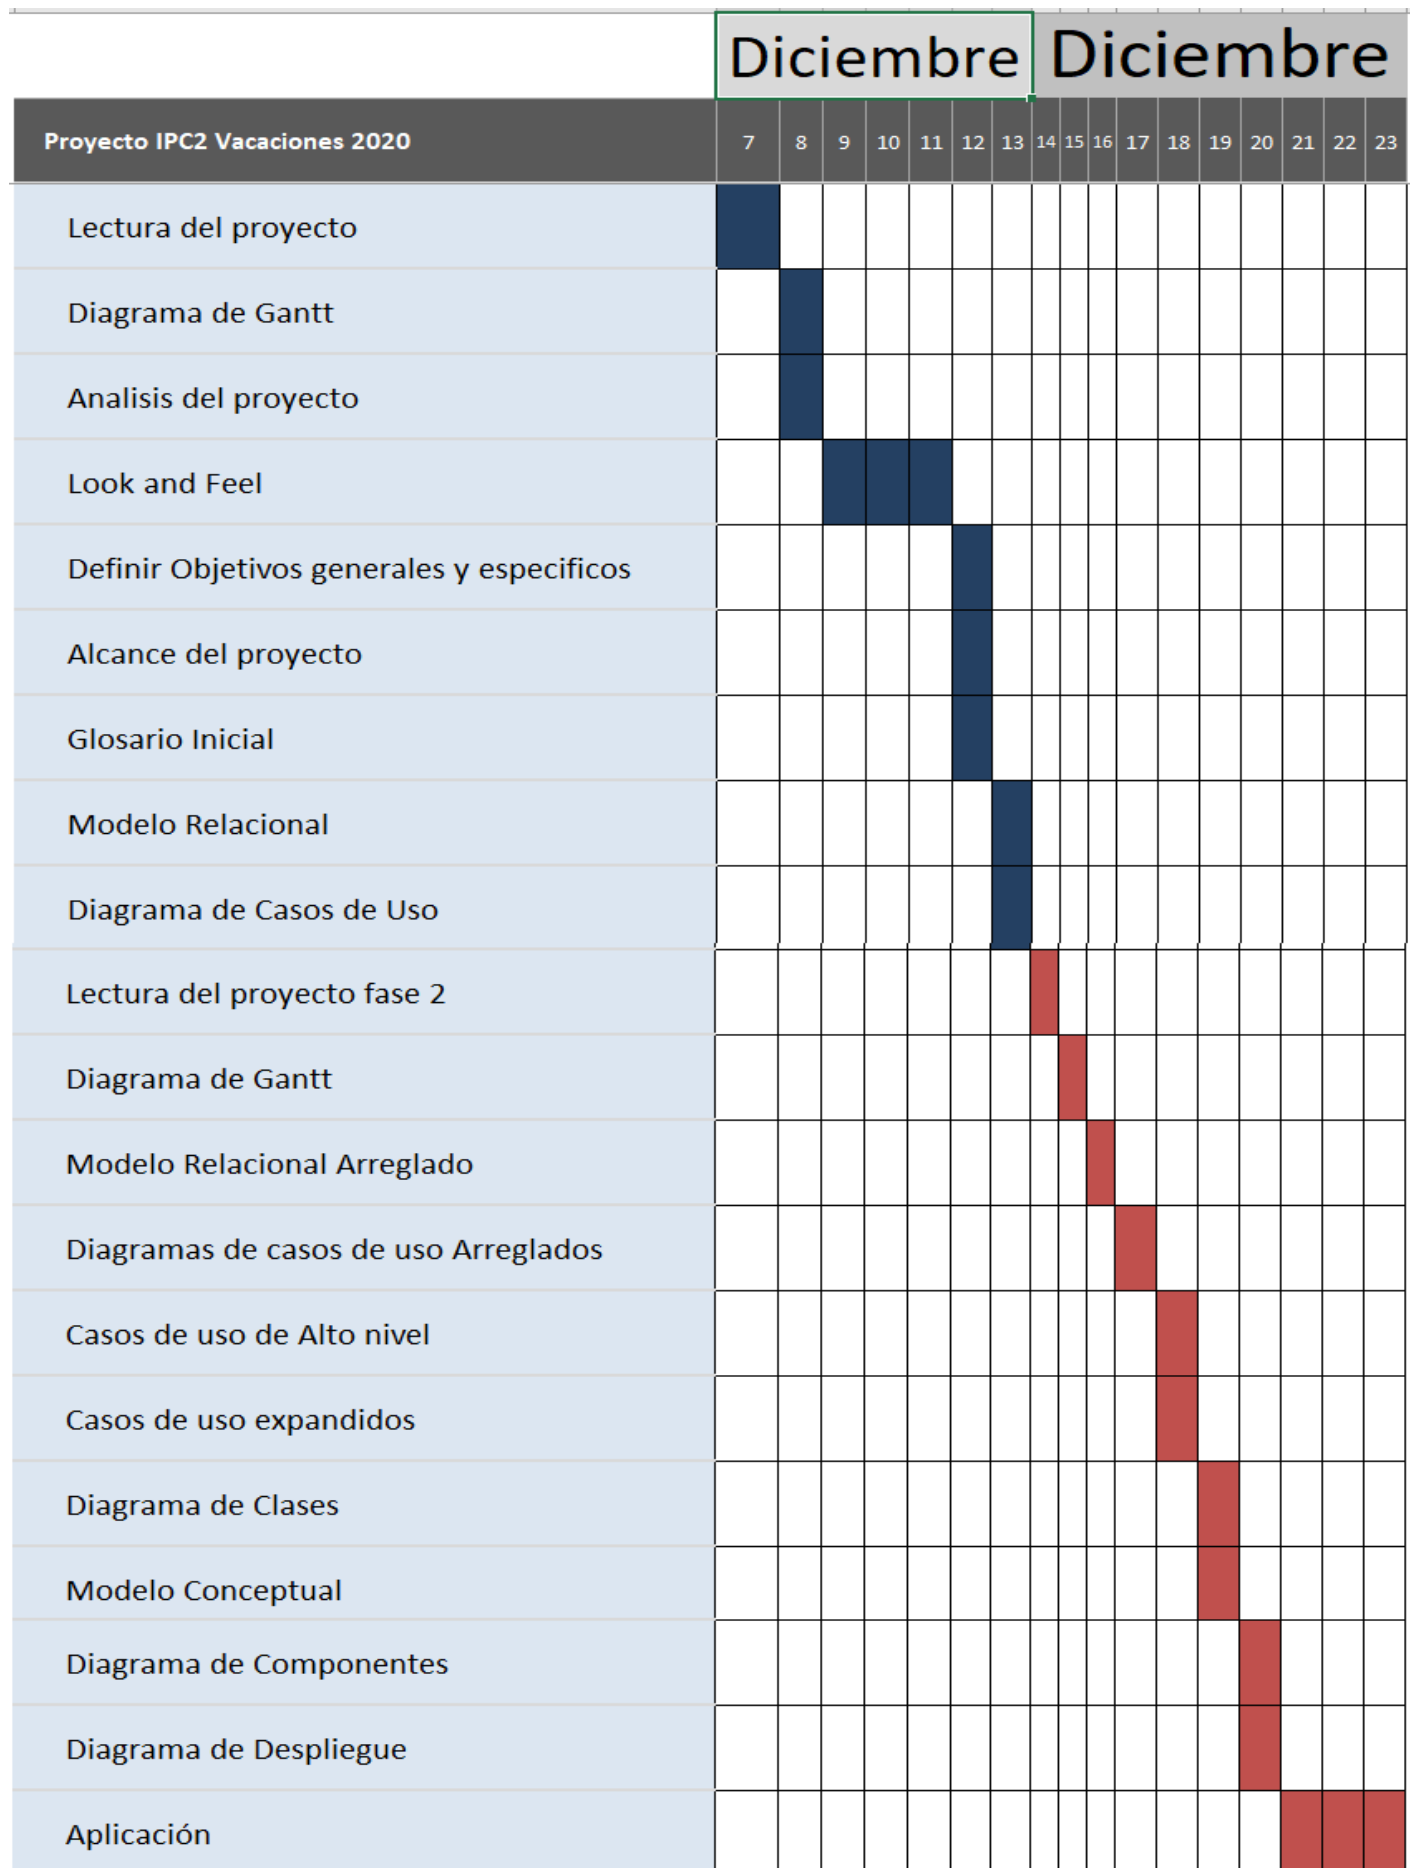 Diciembre Diciembre
Proyecto IPC2 Vacaciones 2020 7 8 9 10 11 12 13 14 15 16 17 18 19 20 21 22 23
Lectura del proyecto
Diagrama de Gantt
Analisis del proyecto
Look and Feel
Definir Objetivos generales y especificos
Alcance del proyecto
Glosario Inicial
Modelo Relacional
Diagrama de Casos de Uso
Lectura del proyecto fase 2
Diagrama de Gantt
Modelo Relacional Arreglado
Diagramas de casos de uso Arreglados
Casos de uso de Alto nivel
Casos de uso expandidos
Diagrama de Clases
Modelo Conceptual
Diagrama de Componentes
Diagrama de Despliegue
Aplicación